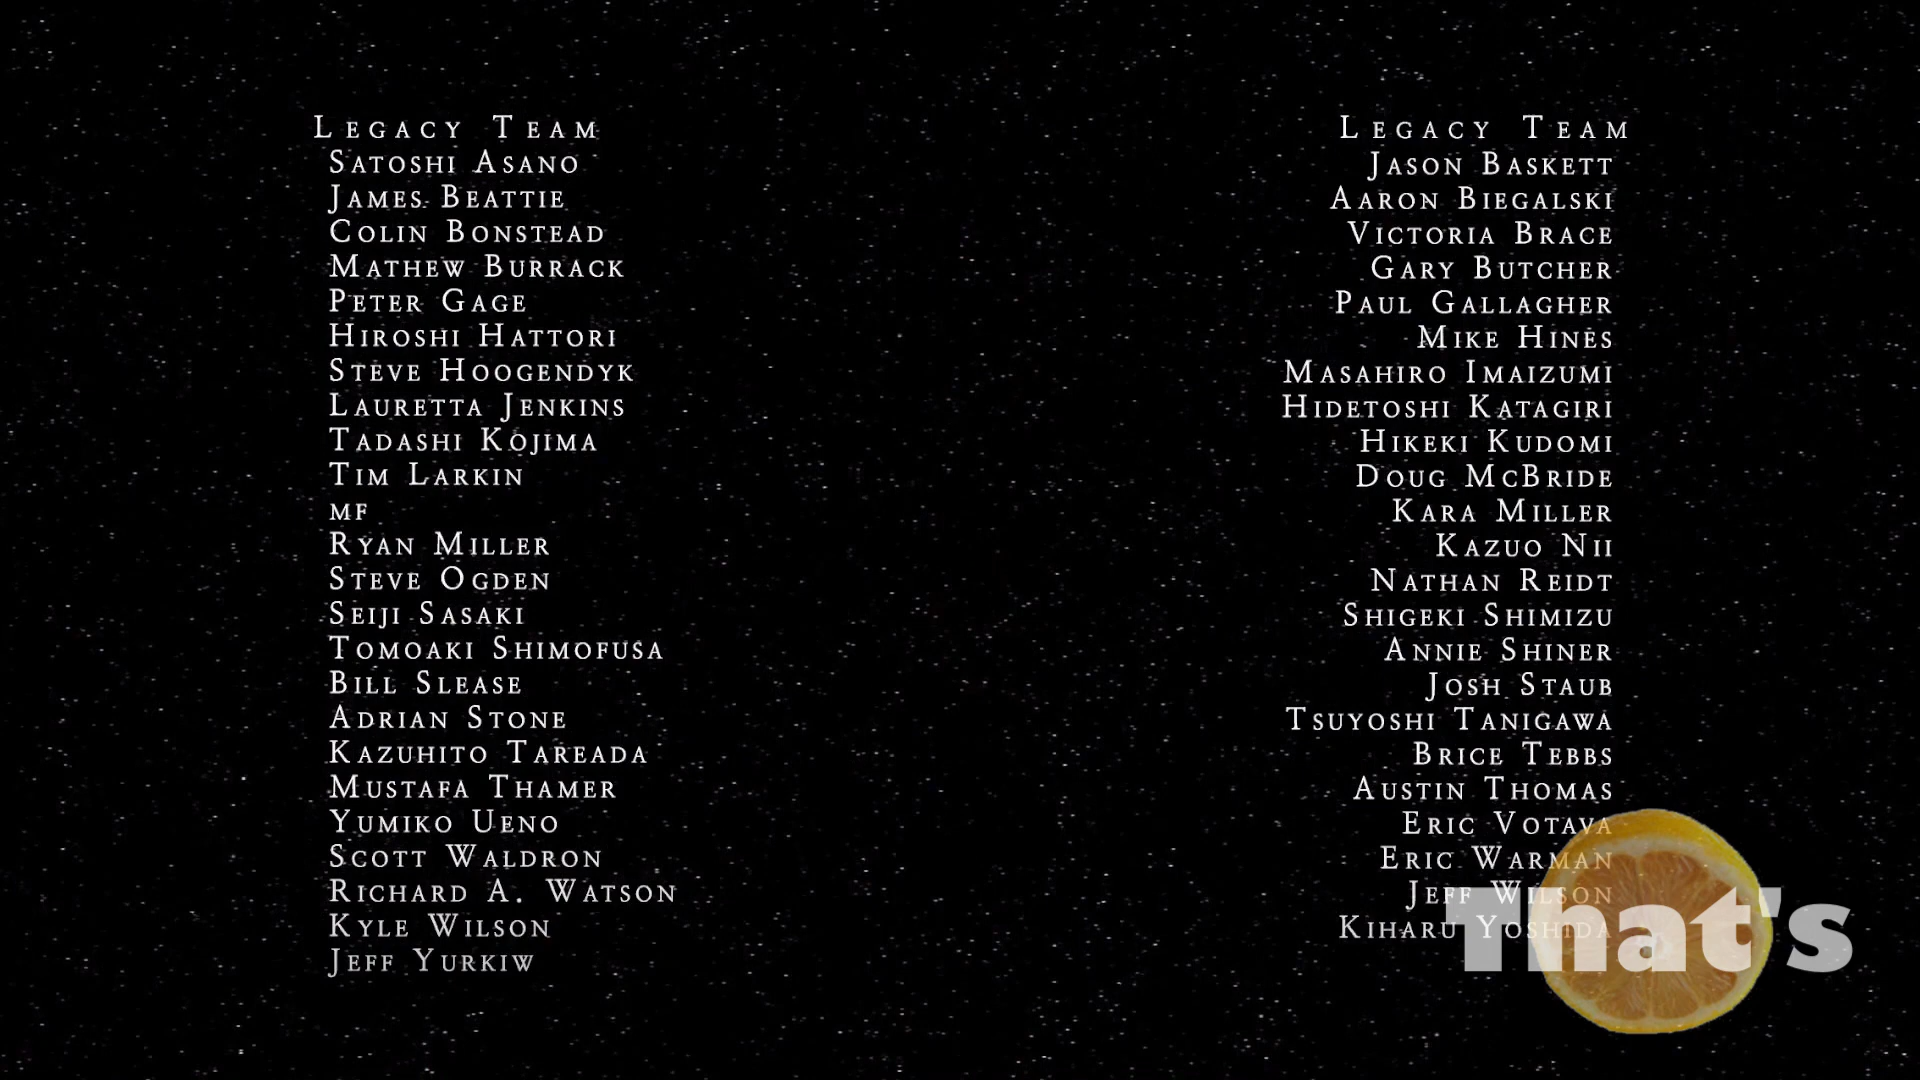 Legacy Team
Satoshi Asano
James Beattie
Colin Bonstead
Mathew Burrack
Peter Gage
Hiroshi Hattori
Steve Hoogendyk
Lauretta Jenkins
Tadashi Kojima
Tim Larkin
MF
Ryan Miller
Steve Ogden
Seiji Sasaki
Tomoaki Shimofusa
Bill Slease
Adrian Stone
Kazuhito Tareada
Mustafa Thamer
Yumiko Ueno
Scott Waldron
Richard A. Watson
Kyle Wilson
Jeff Yurkiw
Legacy Team
Jason Baskett
Aaron Biegalski
Victoria Brace
Gary Butcher
Paul Gallagher
Mike Hines
Masahiro Imaizumi
Hidetoshi Katagiri
Hikeki Kudomi
Doug McBride
Kara Miller
Kazuo Nii
Nathan Reidt
Shigeki Shimizu
Annie Shiner
Josh Staub
Tsuyoshi Tanigawa
Brice Tebbs
Austin Thomas
Eric Votava
Eric Warman
Jeff Wilson
Kiharu Yoshida
That's